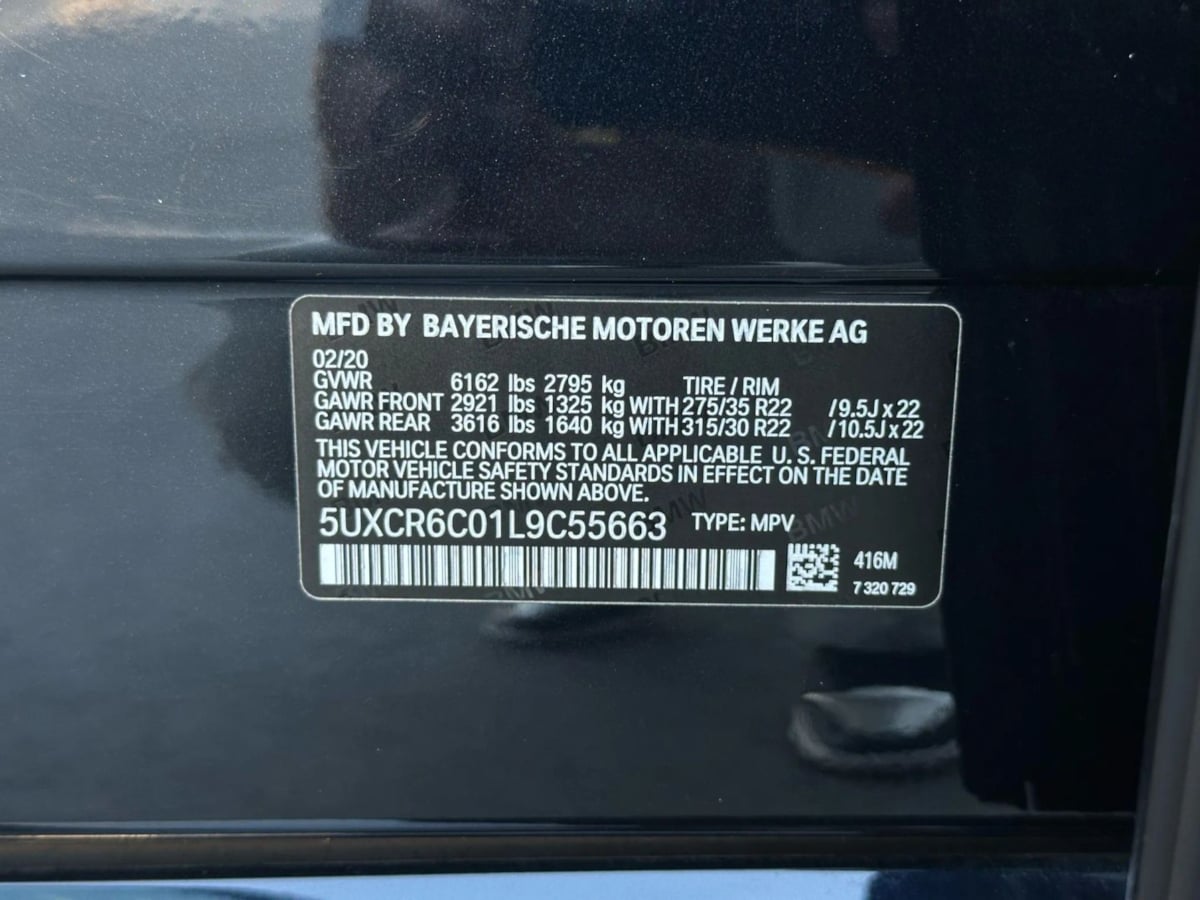 MFD BY BAYERISCHE MOTOREN WERKE AG
02/20
GVWR 6162 lbs 2795 kg TIRE / RIM
GAWR FRONT 2921 lbs 1325 kg WITH 275/35 R22 /9.5J x 22
GAWR REAR 3616 lbs 1640 kg WITH 315/30 R22 /10.5J x 22
THIS VEHICLE CONFORMS TO ALL APPLICABLE U. S. FEDERAL
MOTOR VEHICLE SAFETY STANDARDS IN EFFECT ON THE DATE
OF MANUFACTURE SHOWN ABOVE.
5UXCR6C01L9C55663 TYPE: MPV
416M
7 320 729